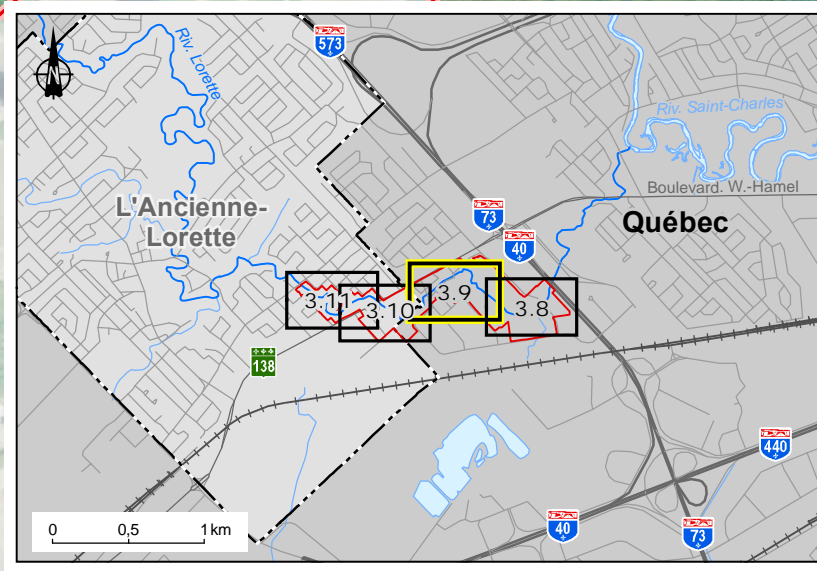 N
573
Riv. Lorette
Riv. Saint-Charles
Boulevard. W.-Hamel
L'Ancienne-
Lorette
73
Québec
40
3.11
3.10
3.9
3.8
138
440
40
73
0 0,5 1 km